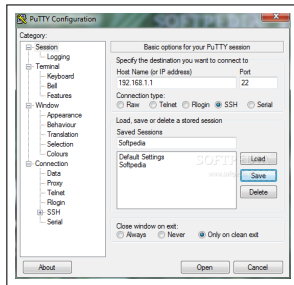 PuTTY Configuration
Category:
Session
Logging
Terminal
Keyboard
Bell
Features
Window
Appearance
Behaviour
Translation
Selection
Colours
Connection
Data
Proxy
Telnet
Rlogin
SSH
Serial
Basic options for your PuTTY session
Specify the destination you want to connect to
Host Name (or IP address)
Port
192.168.1.1
22
Connection type:
Raw
Telnet
Rlogin
SSH
Serial
Load, save or delete a stored session
Saved Sessions
Softpedia
Default Settings
Softpedia
Load
Save
Delete
Close window on exit:
Always
Never
Only on clean exit
About
Open
Cancel